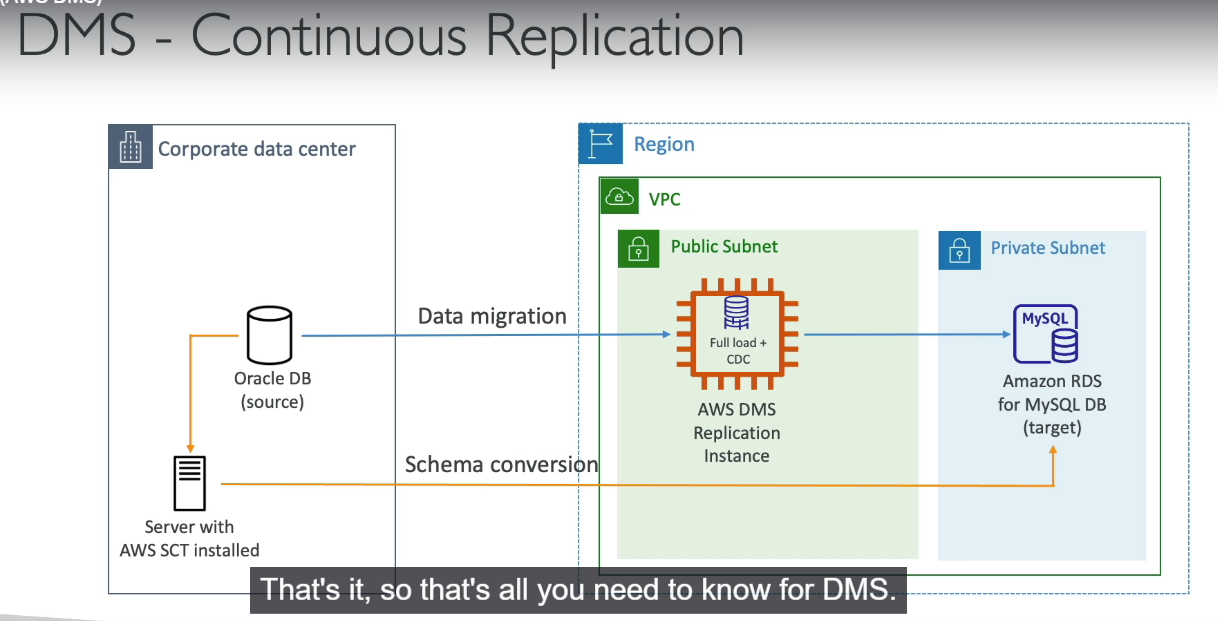 (AWS DMS)
DMS - Continuous Replication
Corporate data center
Region
VPC
Public Subnet
Private Subnet
Data migration
Full load +
CDC
MySQL
Oracle DB
(source)
AWS DMS
Replication
Instance
Amazon RDS
for MySQL DB
(target)
Schema conversion
Server with
AWS SCT installed
That's it, so that's all you need to know for DMS.